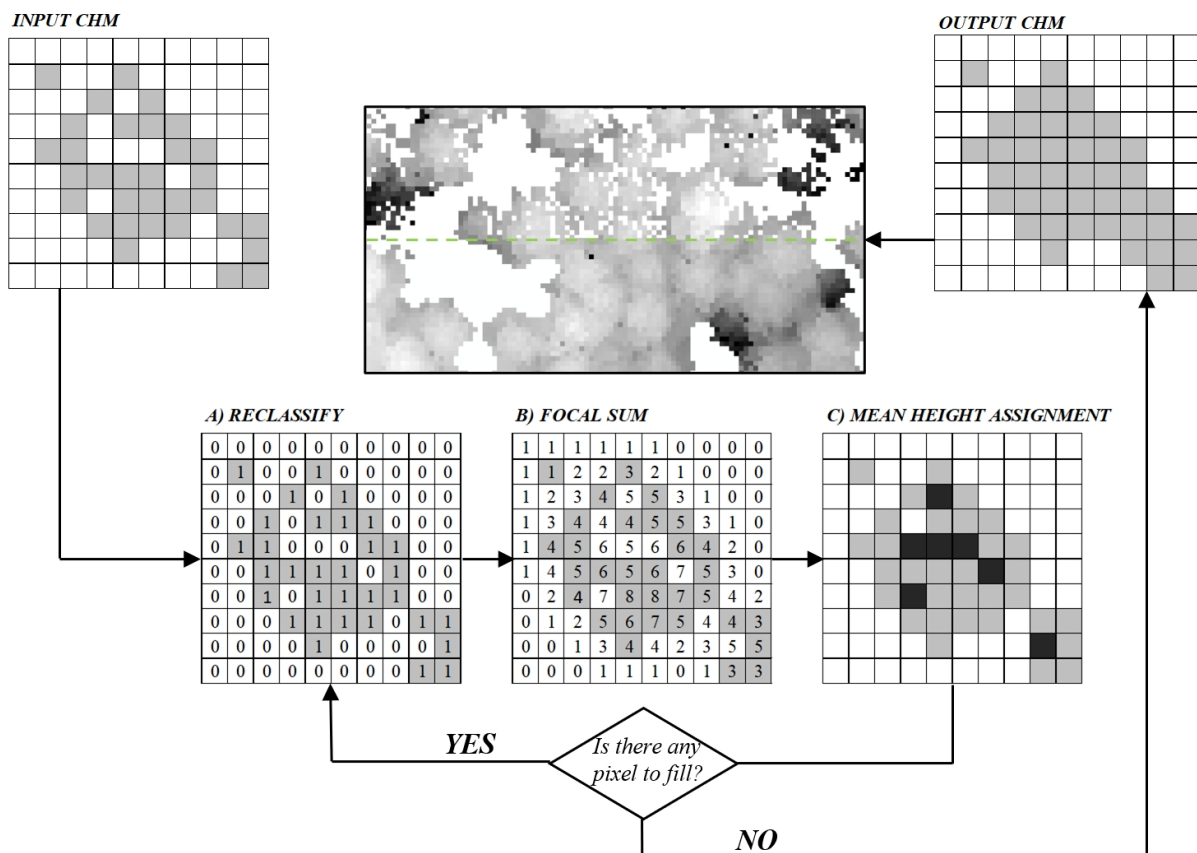 INPUT CHM
OUTPUT CHM
A) RECLASSIFY
0 0 0 0 0 0 0 0 0 0
0 1 0 0 1 0 0 0 0 0
0 0 0 1 0 1 0 0 0 0
0 0 1 0 1 1 1 0 0 0
0 1 1 0 0 0 1 1 0 0
0 0 1 1 1 1 0 1 0 0
0 0 1 0 1 1 1 1 0 0
0 0 0 1 1 1 1 0 1 1
0 0 0 0 1 0 0 0 0 1
0 0 0 0 0 0 0 0 1 1
B) FOCAL SUM
1 1 1 1 1 1 0 0 0 0
1 1 2 2 3 2 1 0 0 0
1 2 3 4 5 5 3 1 0 0
1 3 4 4 4 5 5 3 1 0
1 4 5 6 5 6 6 4 2 0
1 4 5 6 5 6 7 5 3 0
0 2 4 7 8 8 7 5 4 2
0 1 2 5 6 7 5 4 4 3
0 0 1 3 4 4 2 3 5 5
0 0 0 1 1 1 0 1 3 3
C) MEAN HEIGHT ASSIGNMENT
YES
Is there any
pixel to fill?
NO